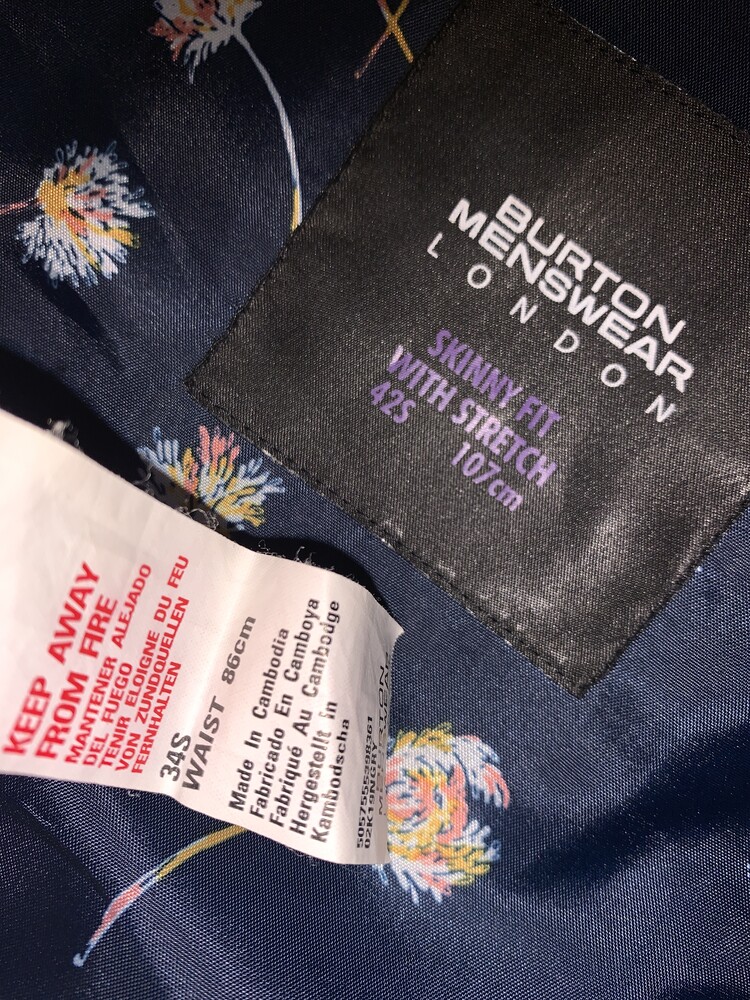 BURTON
MENSWEAR
LONDON
SKINNY FIT
WITH STRETCH
42S 107cm
KEEP AWAY
FROM FIRE
MANTENER ALEJADO
DEL FUEGO
TENIR ELOIGNE DU FEU
VON ZUNDQUELLEN
FERNHALTEN
34S
WAIST 86cm
Made In Cambodia
Fabricado En Camboya
Fabriqué Au Cambodge
Hergestellt in
Kambodscha
5057555398361
02K19NGRY